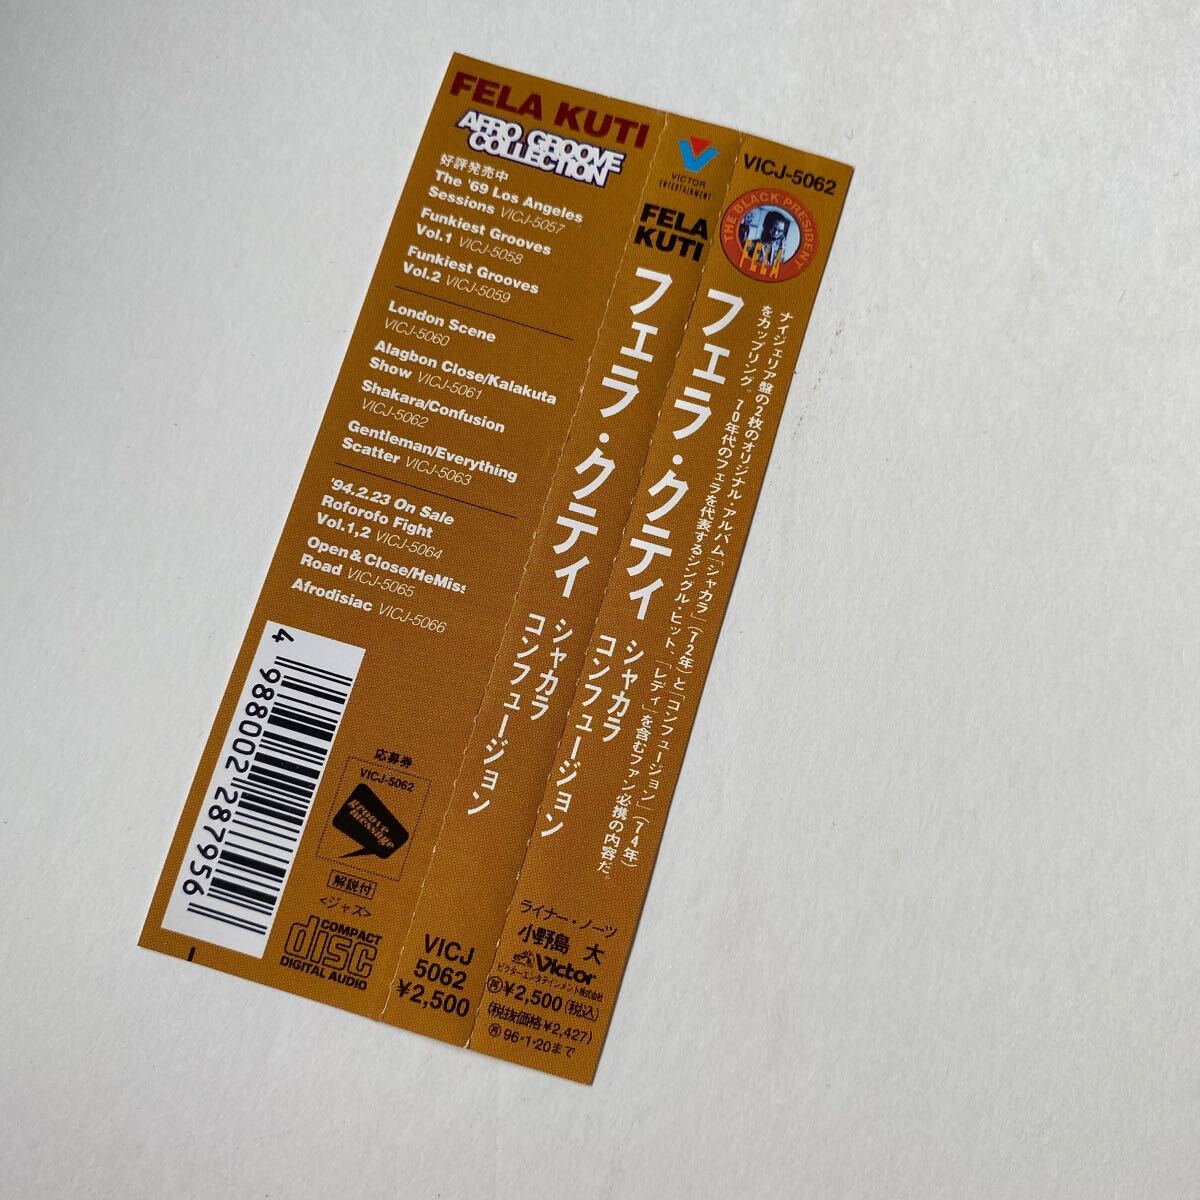 FELA KUTI
AFRO GROOVE
COLLECTION
好評発売中
The '69 Los Angeles
Sessions VICJ-5057
Funkiest Grooves
Vol.1 VICJ-5058
Funkiest Grooves
Vol.2 VICJ-5059
London Scene
VICJ-5060
Alagbon Close/Kalakuta
Show VICJ-5061
Shakara/Confusion
VICJ-5062
Gentleman/Everything
Scatter VICJ-5063
'94.2.23 On Sale
Roforofo Fight
Vol.1,2 VICJ-5064
Open & Close/HeMiss
Road VICJ-5065
Afrodisiac VICJ-5066
4 988002 287956
応募券
VICJ-5062
groove
message
解説付
<ジャズ>
COMPACT
disc
DIGITAL AUDIO
VICTOR
ENTERTAINMENT
FELA
KUTI
フェラ・クティ
シャカラ
コンフュージョン
VICJ
5062
¥2,500
VICJ-5062
THE BLACK PRESIDENT
FELA
フェラ・クティ
シャカラ
コンフュージョン
ナイジェリア盤の2枚のオリジナル・アルバム「シャカラ」(72年)と「コンフュージョン」(74年)
をカップリング。70年代のフェラを代表するシングル・ヒット、「レディ」を含むファン必携の内容だ。
ライナー・ノーツ
小野島 大
Victor
ビクターエンタテインメント株式会社
再¥2,500(税込)
(税抜価格¥2,427)
再96・1・20まで